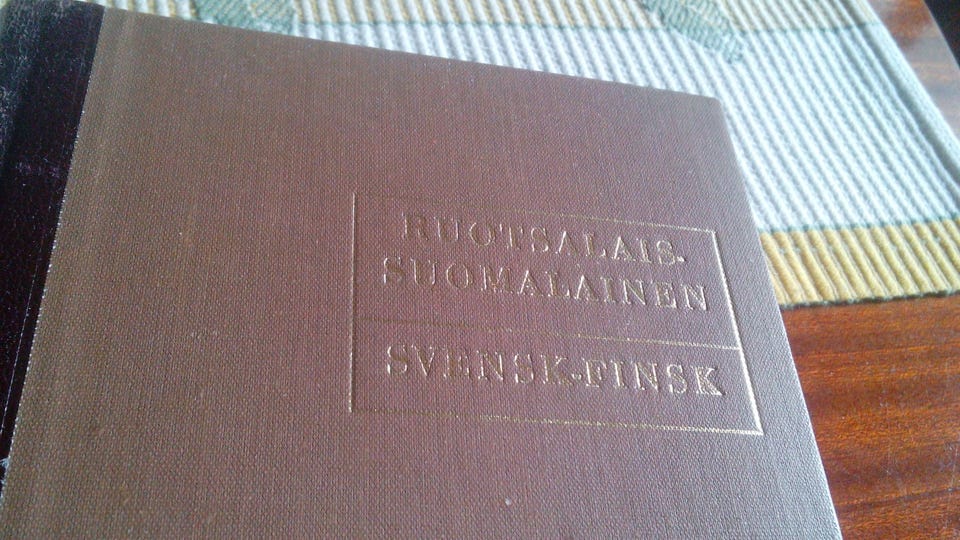 RUOTSALAIS-
SUOMALAINEN
SVENSK-FINSK